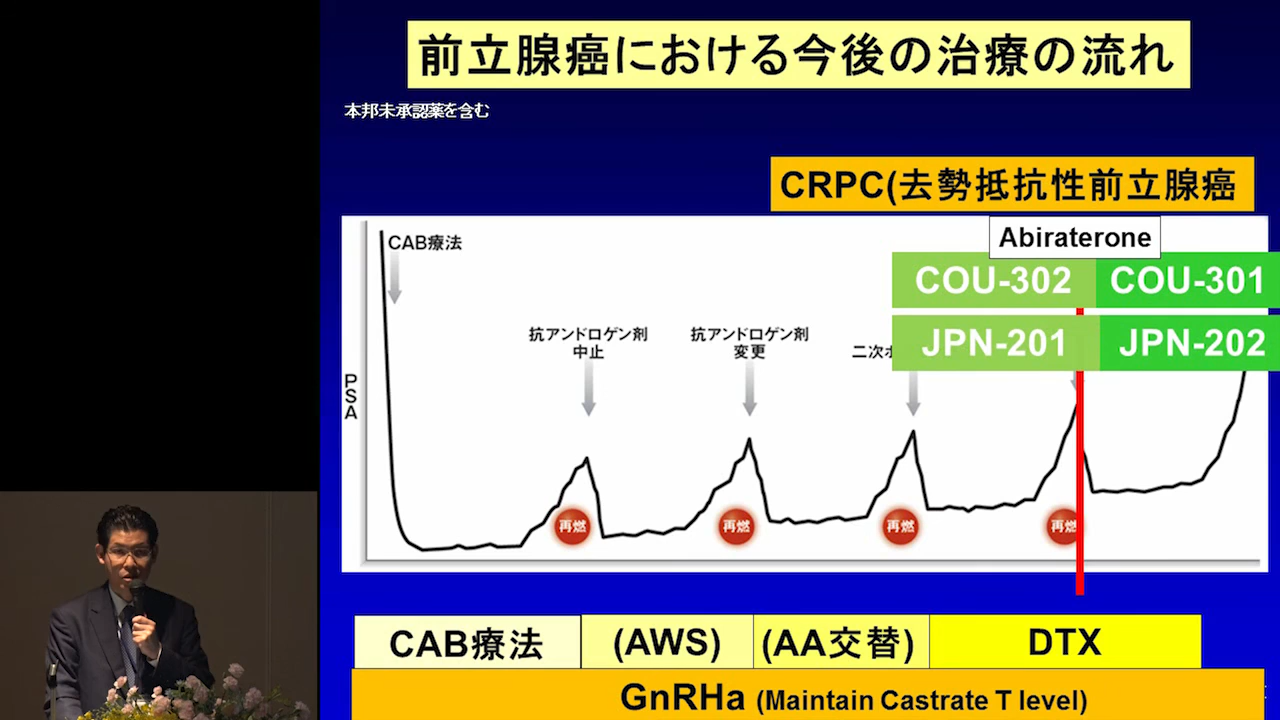 前立腺癌における今後の治療の流れ
本邦未承認薬を含む
CRPC(去勢抵抗性前立腺癌
Abiraterone
CAB療法
COU-302 COU-301
JPN-201 JPN-202
抗アンドロゲン剤
中止
抗アンドロゲン剤
変更
二次ホ
PSA
再燃 再燃 再燃 再燃
CAB療法 (AWS) (AA交替) DTX
GnRHa (Maintain Castrate T level)